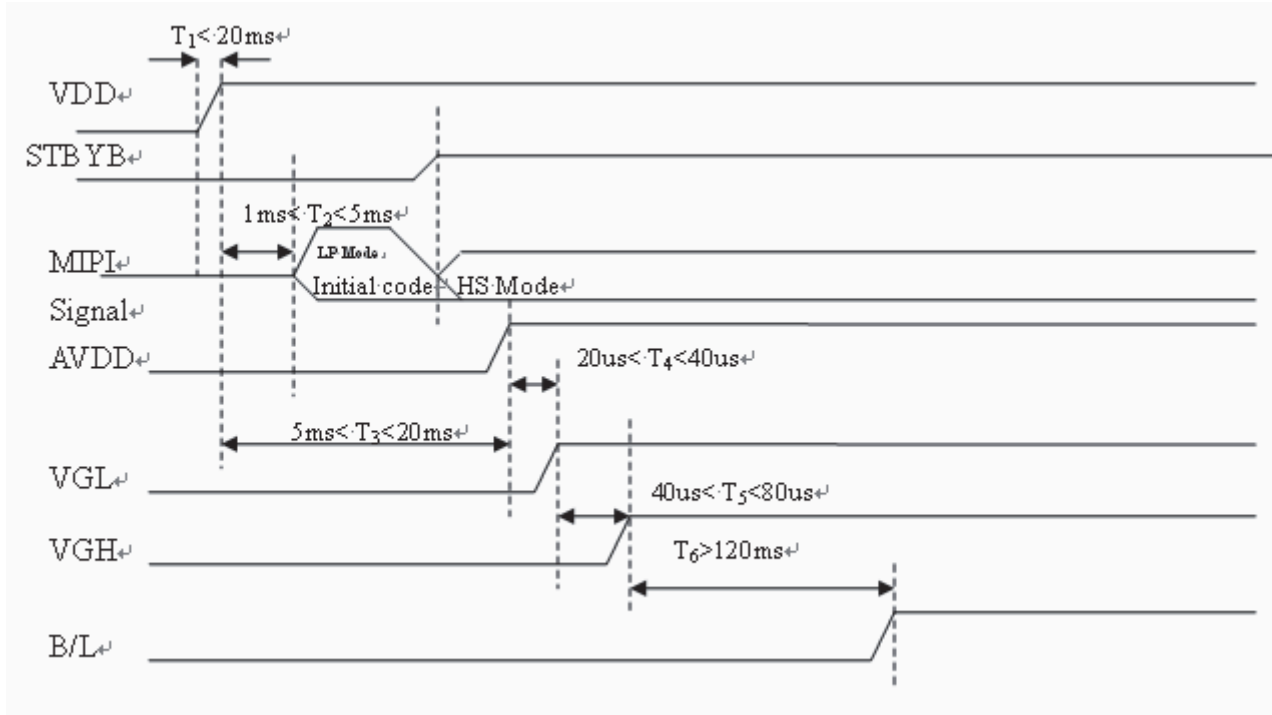 T1<·20ms↵
VDD↵
STBYB↵
1ms<·T2<5ms↵
MIPI↵
LP Mode↵
Initial·code↵
HS·Mode↵
Signal↵
AVDD↵
20us<·T4<40us↵
5ms<·T3<20ms↵
VGL↵
40us<·T5<80us↵
VGH↵
T6>120ms↵
B/L↵